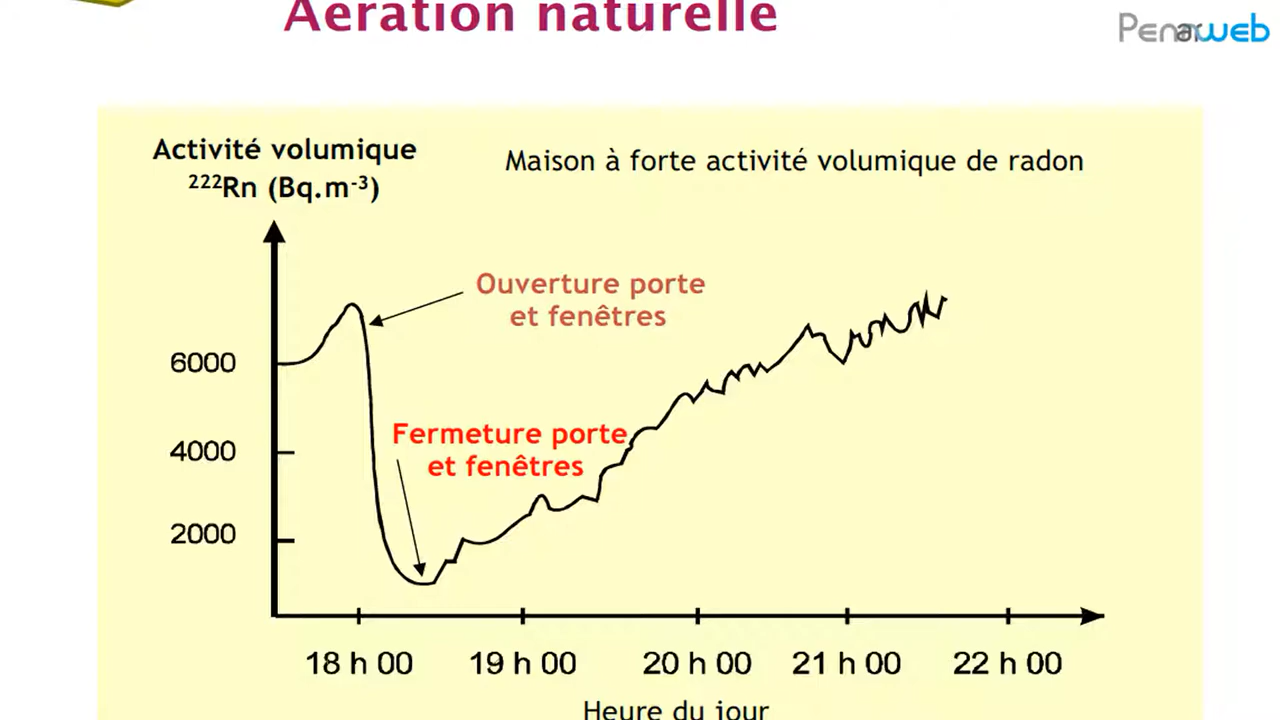 Aération naturelle
Penarweb
Activité volumique
²²²Rn (Bq.m⁻³)
Maison à forte activité volumique de radon
Ouverture porte
et fenêtres
6000
Fermeture porte
et fenêtres
4000
2000
18 h 00 19 h 00 20 h 00 21 h 00 22 h 00
Heure du jour